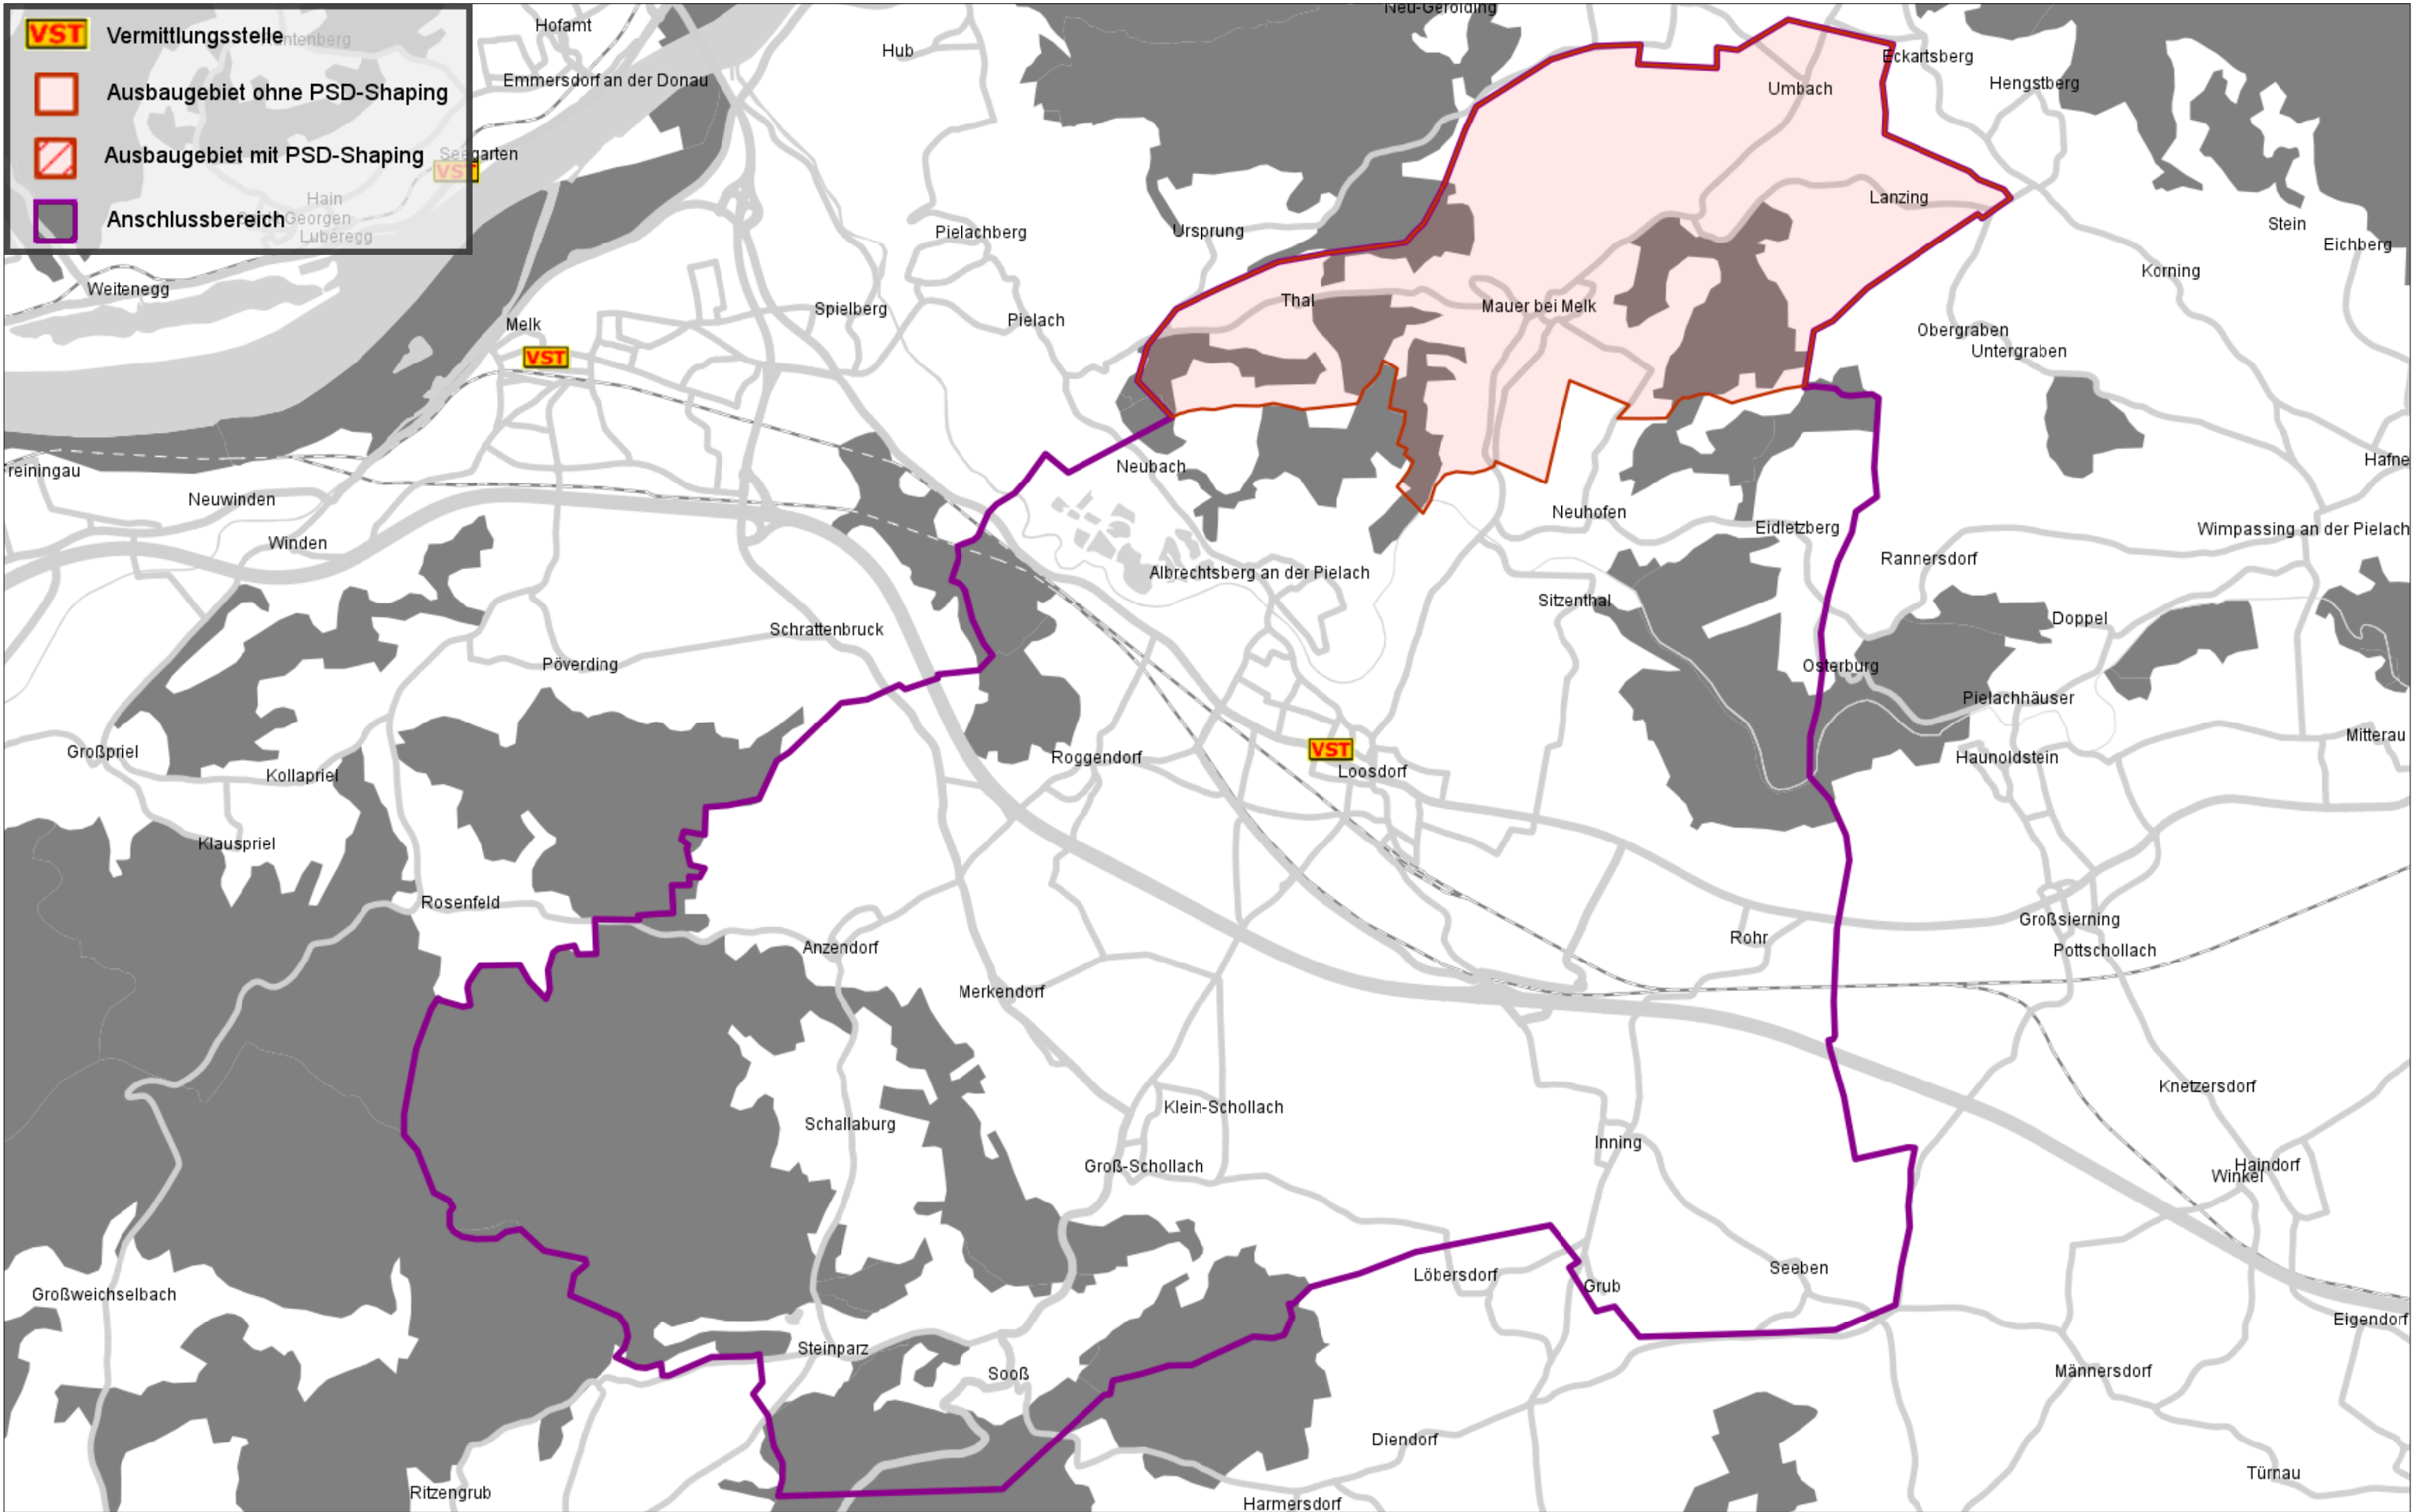 VST Vermittlungsstelle
Ausbaugebiet ohne PSD-Shaping
Ausbaugebiet mit PSD-Shaping
Anschlussbereich
Hofamt
Neu-Gerolding
Hub
Eckartsberg
Emmersdorf an der Donau
Hengstberg
Umbach
VST
Hain
Lanzing
Luberegg
Pielachberg
Ursprung
Stein
Eichberg
Korning
Weitenegg
Thal
Mauer bei Melk
Spielberg
Pielach
Melk
Obergraben
Untergraben
VST
Neubach
Hafne
Freiningau
Neuwinden
Neuhofen
Eidletzberg
Wimpassing an der Pielach
Winden
Rannersdorf
Albrechtsberg an der Pielach
Sitzenthal
Doppel
Schrattenbruck
Pöverding
Osterburg
Pielachhäuser
Mitterau
Großpriel
VST
Roggendorf
Haunoldstein
Loosdorf
Kollapriel
Klauspriel
Rosenfeld
Großsierning
Rohr
Anzendorf
Pottschollach
Merkendorf
Knetzersdorf
Klein-Schollach
Schallaburg
Inning
Groß-Schollach
Haindorf
Winkel
Seeben
Löbersdorf
Grub
Großweichselbach
Eigendorf
Steinparz
Männersdorf
Sooß
Diendorf
Türnau
Ritzengrub
Harmersdorf